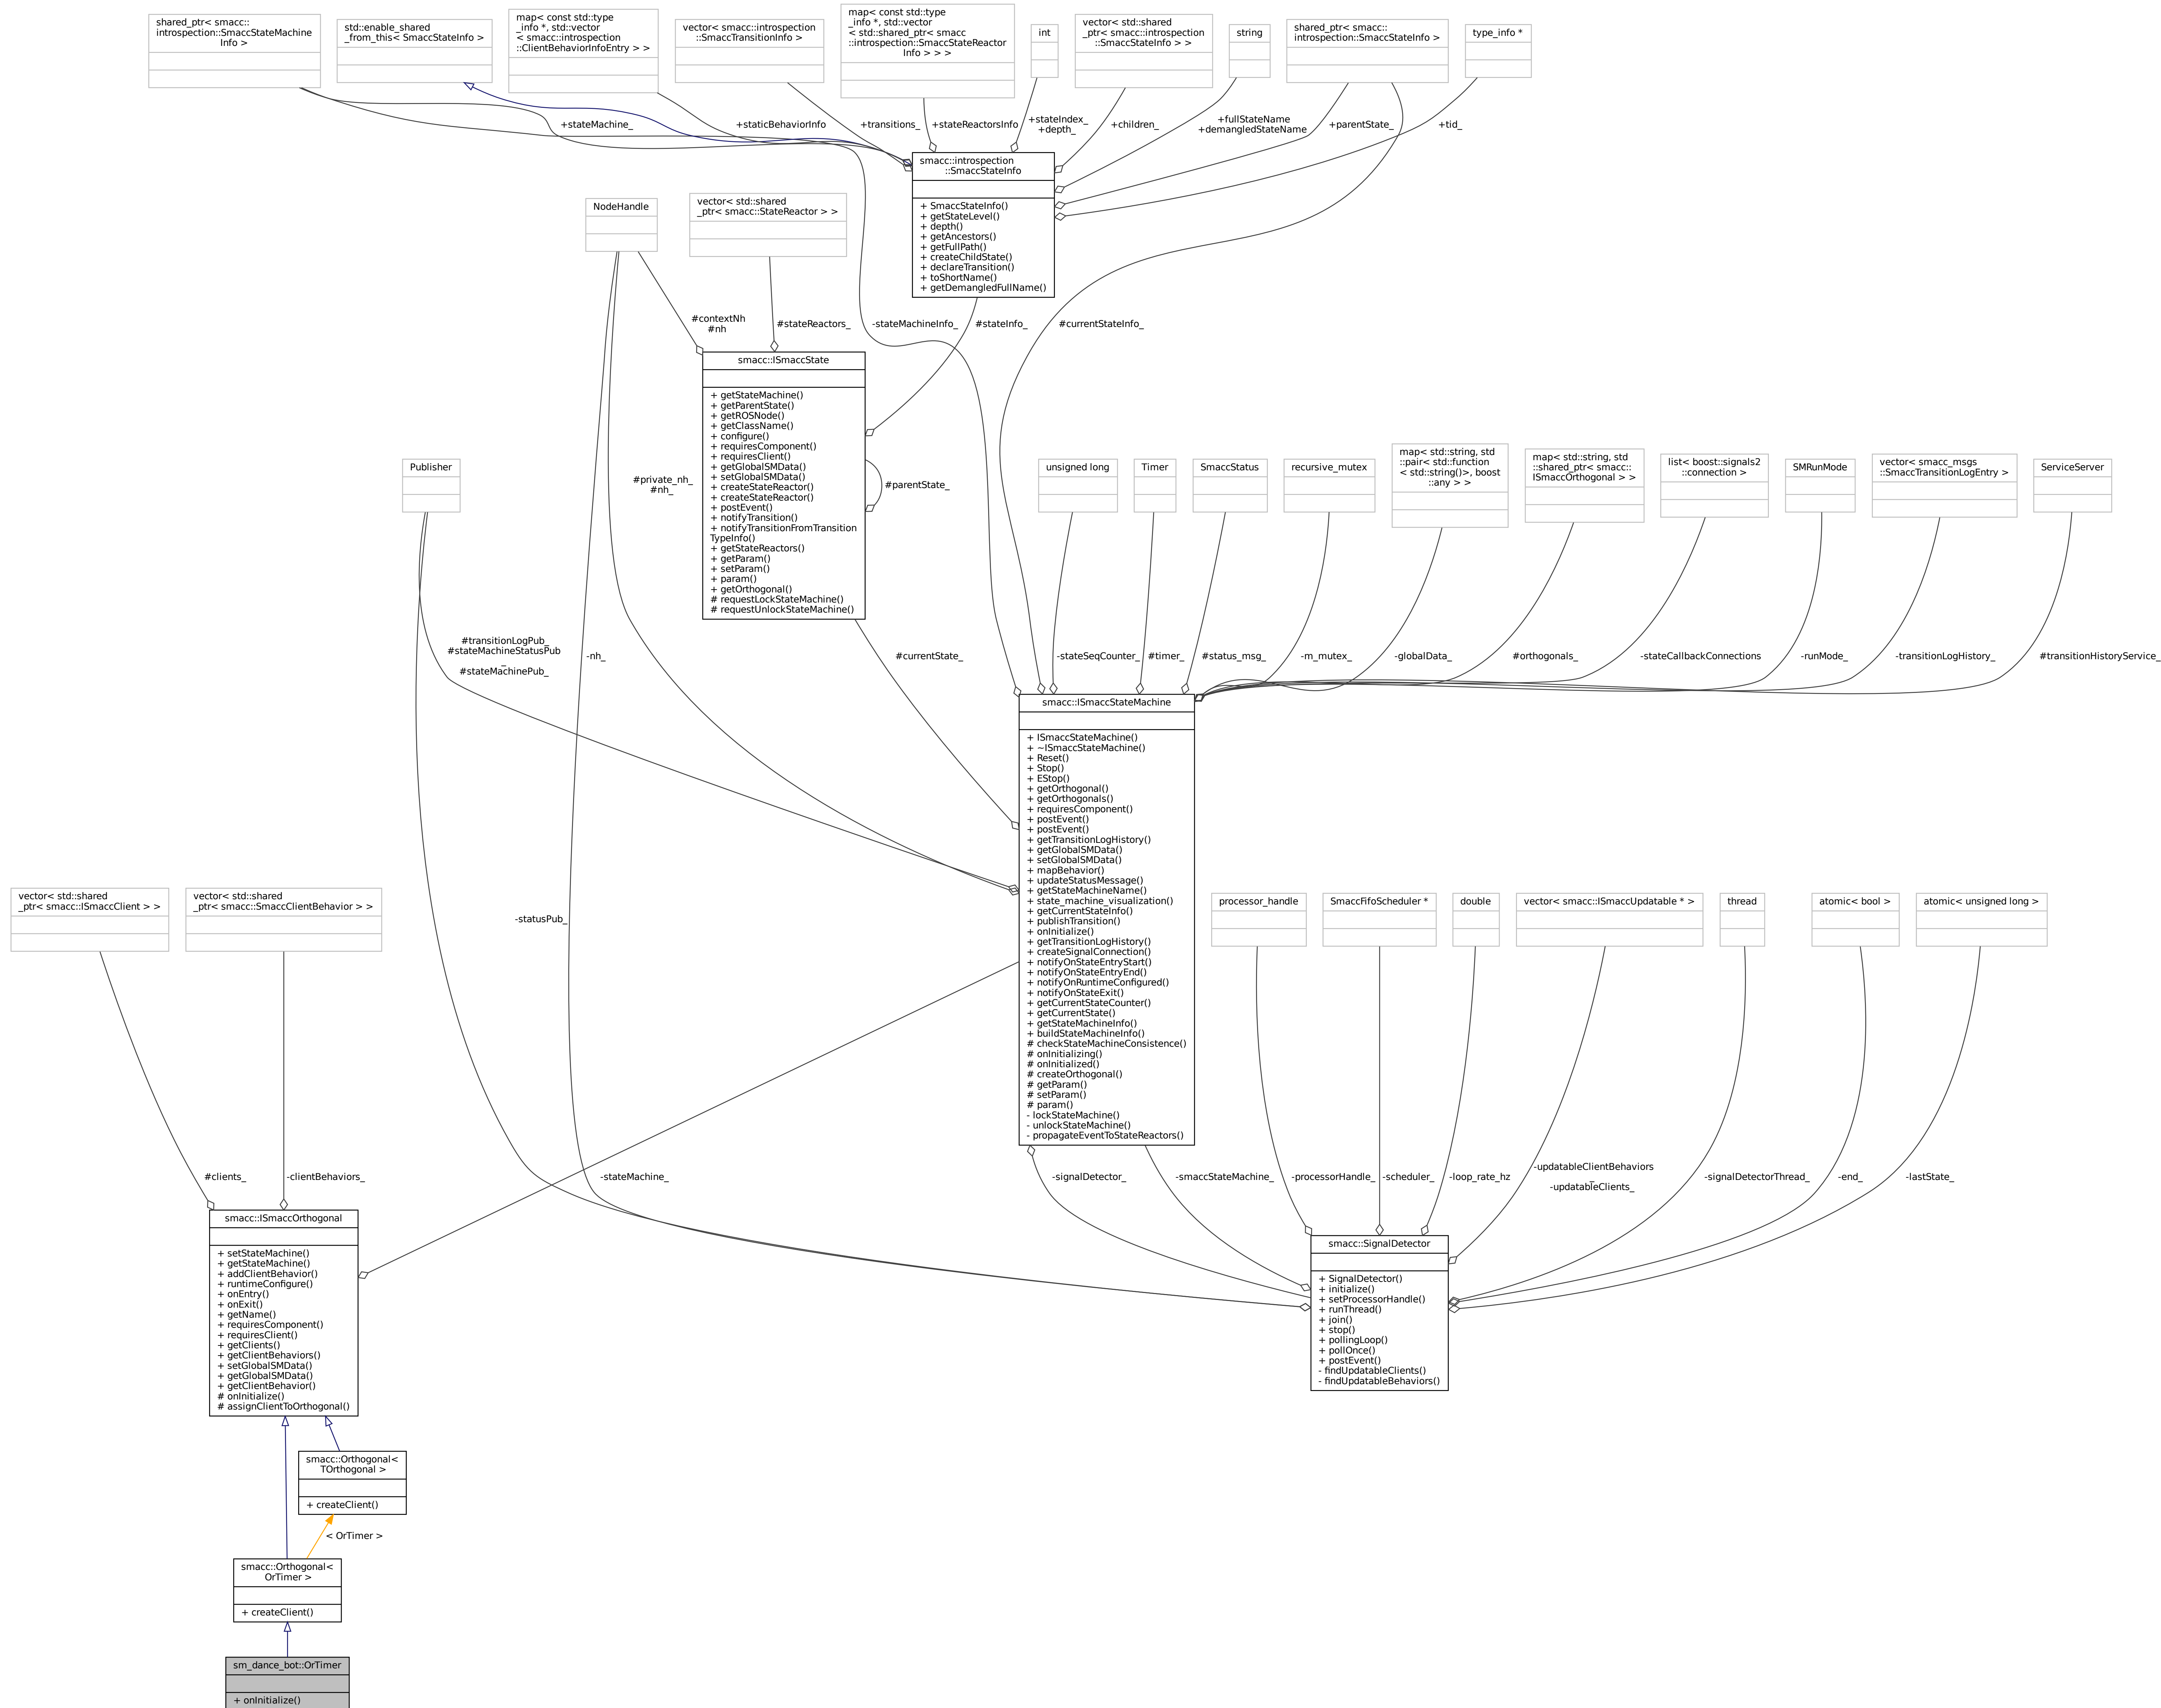 shared_ptr< smacc::
introspection::SmaccStateMachine
Info >
std::enable_shared
_from_this< SmaccStateInfo >
map< const std::type
_info *, std::vector
< smacc::introspection
::ClientBehaviorInfoEntry > >
vector< smacc::introspection
::SmaccTransitionInfo >
map< const std::type
_info *, std::vector
< std::shared_ptr< smacc
::introspection::SmaccStateReactor
Info > > >
int
vector< std::shared
_ptr< smacc::introspection
::SmaccStateInfo > >
string
shared_ptr< smacc::
introspection::SmaccStateInfo >
type_info *
+stateMachine_
+staticBehaviorInfo
+transitions_
+stateReactorsInfo
+stateIndex_
+depth_
+children_
+fullStateName
+demangledStateName
+parentState_
+tid_
smacc::introspection
::SmaccStateInfo
+ SmaccStateInfo()
+ getStateLevel()
+ depth()
+ getAncestors()
+ getFullPath()
+ createChildState()
+ declareTransition()
+ toShortName()
+ getDemangledFullName()
NodeHandle
vector< std::shared
_ptr< smacc::StateReactor > >
#contextNh
#nh
#stateReactors_
-stateMachineInfo_
#stateInfo_
#currentStateInfo_
smacc::ISmaccState
+ getStateMachine()
+ getParentState()
+ getROSNode()
+ getClassName()
+ configure()
+ requiresComponent()
+ requiresClient()
+ getGlobalSMData()
+ setGlobalSMData()
+ createStateReactor()
+ createStateReactor()
+ postEvent()
+ notifyTransition()
+ notifyTransitionFromTransition
TypeInfo()
+ getStateReactors()
+ getParam()
+ setParam()
+ param()
+ getOrthogonal()
# requestLockStateMachine()
# requestUnlockStateMachine()
#parentState_
Publisher
#private_nh_
#nh_
unsigned long
Timer
SmaccStatus
recursive_mutex
map< std::string, std
::pair< std::function
< std::string()>, boost
::any > >
map< std::string, std
::shared_ptr< smacc::
ISmaccOrthogonal > >
list< boost::signals2
::connection >
SMRunMode
vector< smacc_msgs
::SmaccTransitionLogEntry >
ServiceServer
#transitionLogPub_
#stateMachineStatusPub
_
#stateMachinePub_
-nh_
#currentState_
-stateSeqCounter_
#timer_
#status_msg_
-m_mutex_
-globalData_
#orthogonals_
-stateCallbackConnections
-runMode_
-transitionLogHistory_
#transitionHistoryService_
smacc::ISmaccStateMachine
+ ISmaccStateMachine()
+ ~ISmaccStateMachine()
+ Reset()
+ Stop()
+ EStop()
+ getOrthogonal()
+ getOrthogonals()
+ requiresComponent()
+ postEvent()
+ postEvent()
+ getTransitionLogHistory()
+ getGlobalSMData()
+ setGlobalSMData()
+ mapBehavior()
+ updateStatusMessage()
+ getStateMachineName()
+ state_machine_visualization()
+ getCurrentStateInfo()
+ publishTransition()
+ onInitialize()
+ getTransitionLogHistory()
+ createSignalConnection()
+ notifyOnStateEntryStart()
+ notifyOnStateEntryEnd()
+ notifyOnRuntimeConfigured()
+ notifyOnStateExit()
+ getCurrentStateCounter()
+ getCurrentState()
+ getStateMachineInfo()
+ buildStateMachineInfo()
# checkStateMachineConsistence()
# onInitializing()
# onInitialized()
# createOrthogonal()
# getParam()
# setParam()
# param()
- lockStateMachine()
- unlockStateMachine()
- propagateEventToStateReactors()
vector< std::shared
_ptr< smacc::ISmaccClient > >
vector< std::shared
_ptr< smacc::SmaccClientBehavior > >
-statusPub_
processor_handle
SmaccFifoScheduler *
double
vector< smacc::ISmaccUpdatable * >
thread
atomic< bool >
atomic< unsigned long >
#clients_
-clientBehaviors_
-stateMachine_
-signalDetector_
-smaccStateMachine_
-processorHandle_
-scheduler_
-loop_rate_hz
-updatableClientBehaviors
_
-updatableClients_
-signalDetectorThread_
-end_
-lastState_
smacc::ISmaccOrthogonal
+ setStateMachine()
+ getStateMachine()
+ addClientBehavior()
+ runtimeConfigure()
+ onEntry()
+ onExit()
+ getName()
+ requiresComponent()
+ requiresClient()
+ getClients()
+ getClientBehaviors()
+ setGlobalSMData()
+ getGlobalSMData()
+ getClientBehavior()
# onInitialize()
# assignClientToOrthogonal()
smacc::SignalDetector
+ SignalDetector()
+ initialize()
+ setProcessorHandle()
+ runThread()
+ join()
+ stop()
+ pollingLoop()
+ pollOnce()
+ postEvent()
- findUpdatableClients()
- findUpdatableBehaviors()
smacc::Orthogonal<
TOrthogonal >
+ createClient()
< OrTimer >
smacc::Orthogonal<
OrTimer >
+ createClient()
sm_dance_bot::OrTimer
+ onInitialize()